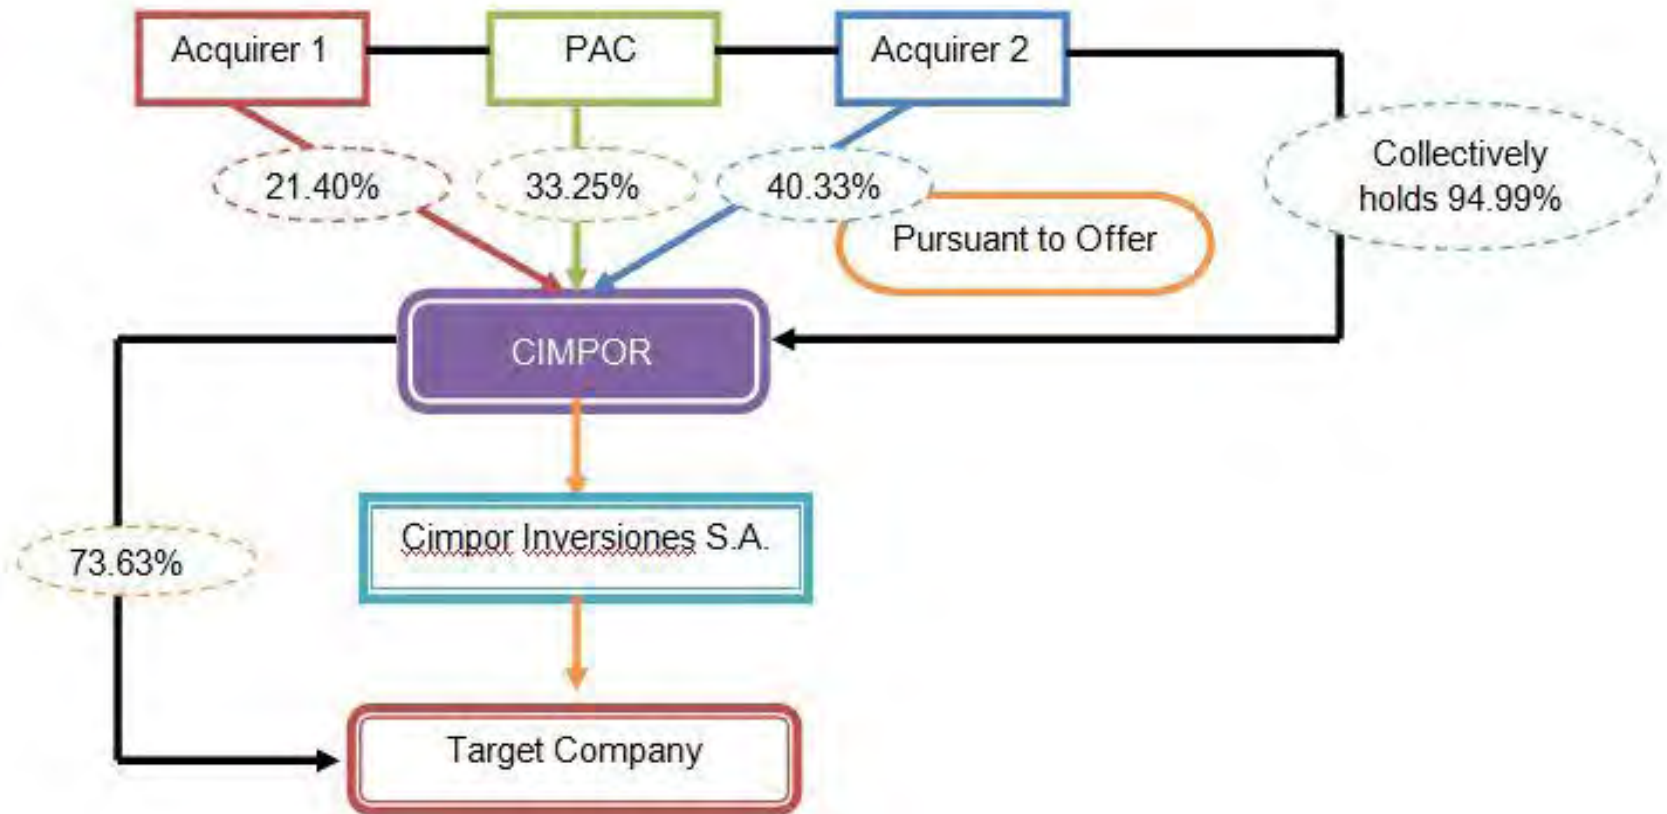 Acquirer 1
PAC
Acquirer 2
Collectively
holds 94.99%
21.40%
33.25%
40.33%
Pursuant to Offer
CIMPOR
Cimpor Inversiones S.A.
73.63%
Target Company